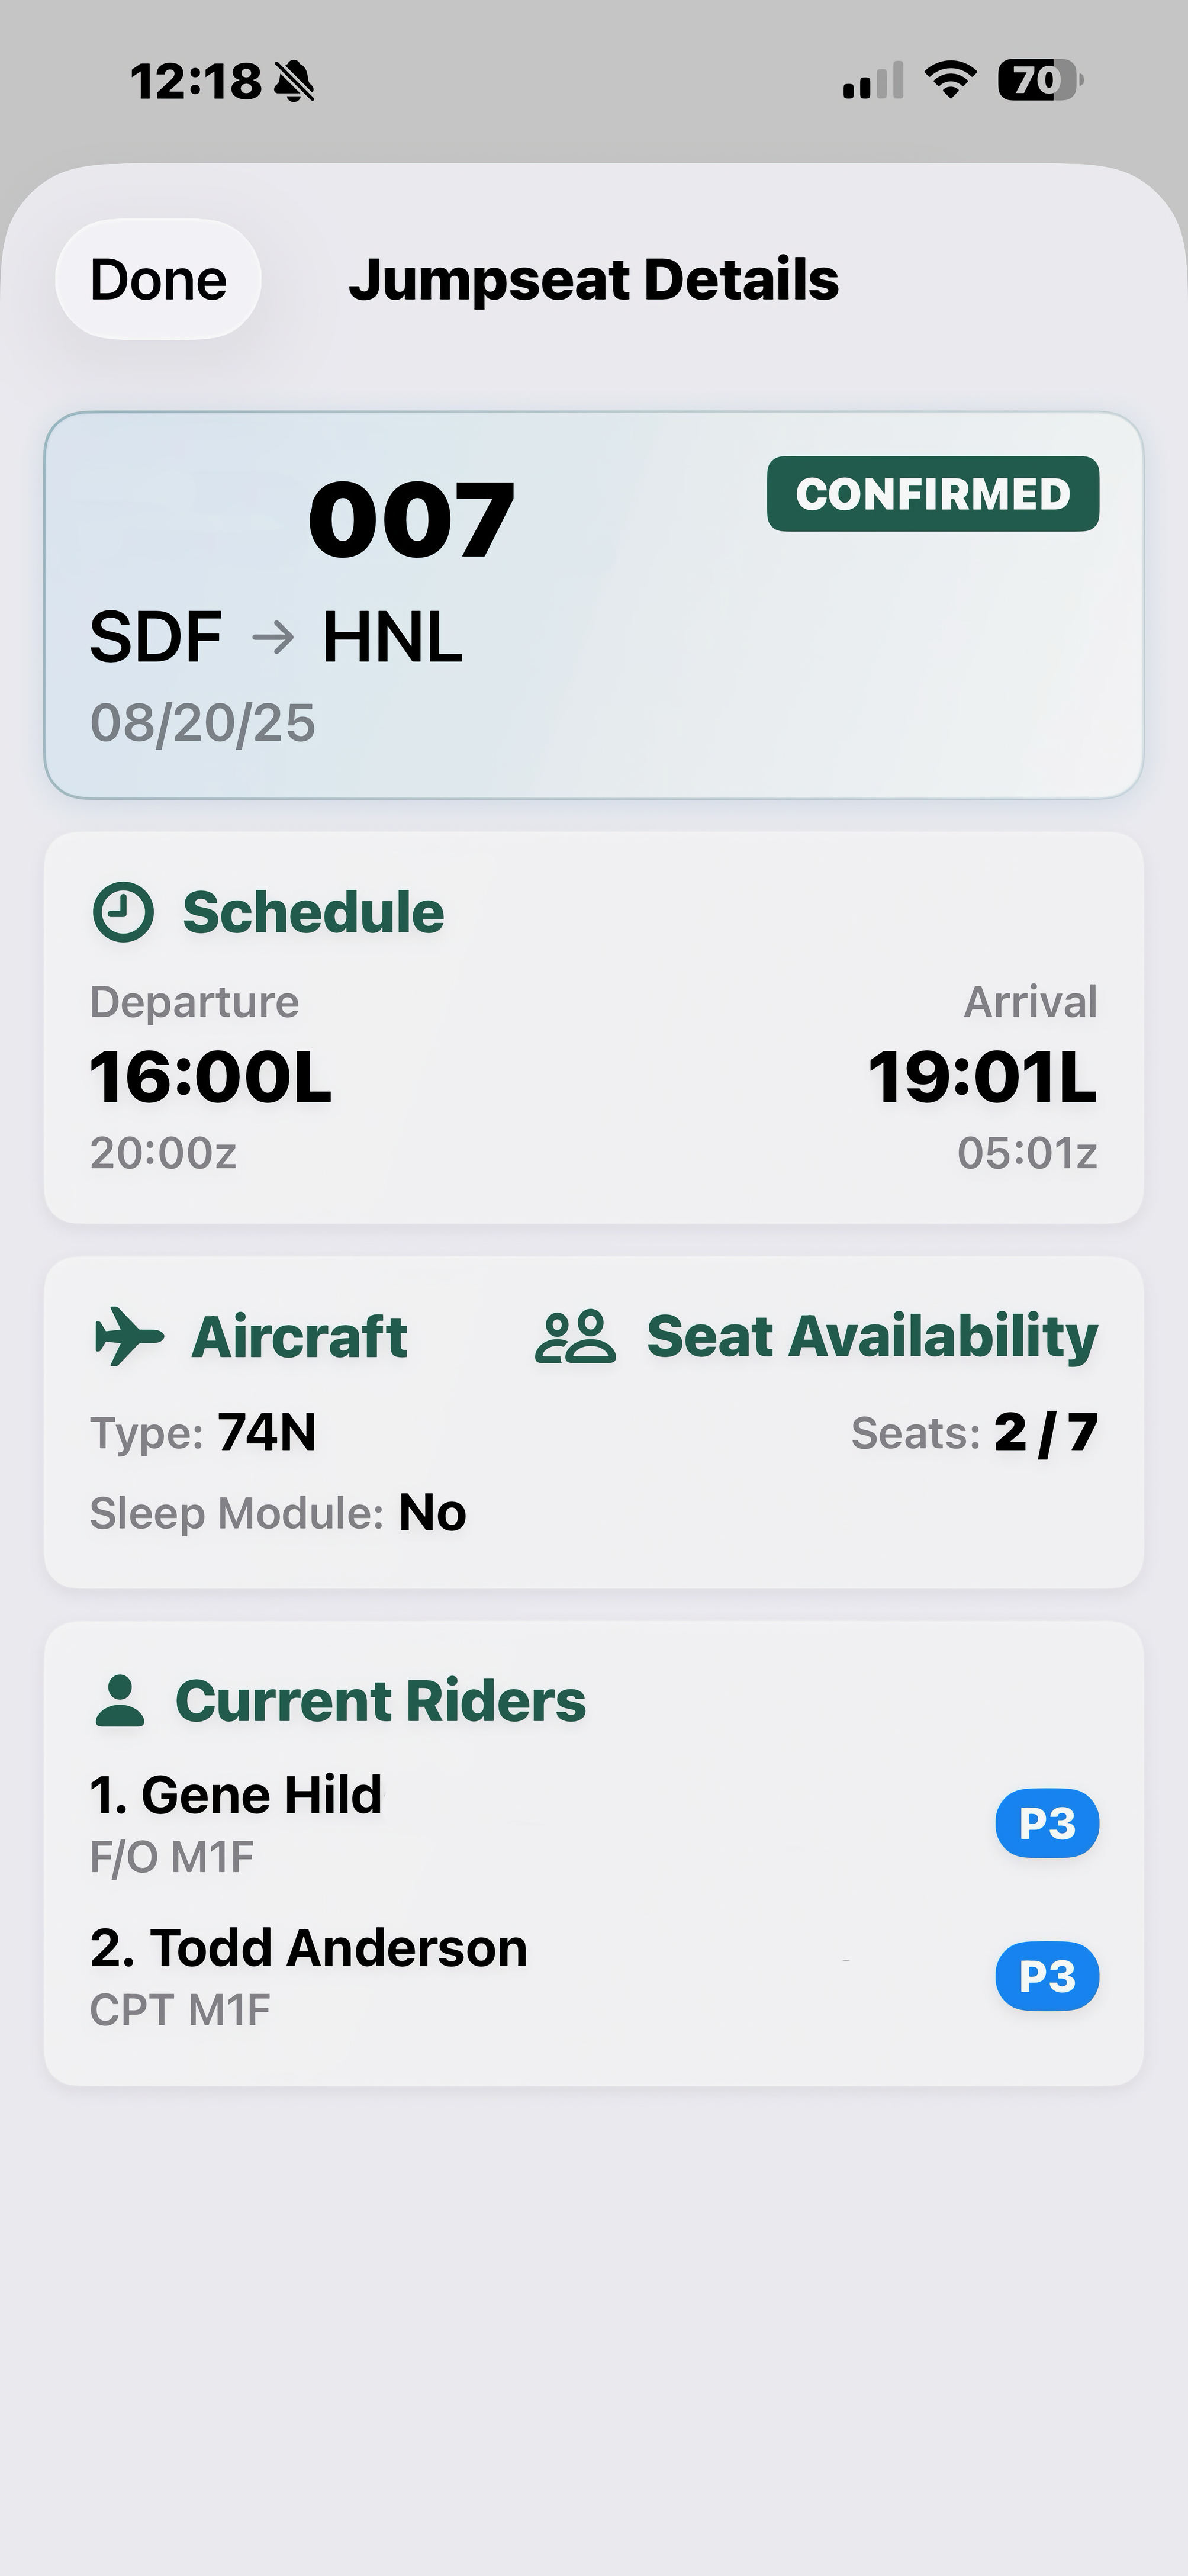 12:18
70
Done
Jumpseat Details
007
CONFIRMED
SDF → HNL
08/20/25
Schedule
Departure Arrival
16:00L 19:01L
20:00z 05:01z
Aircraft Seat Availability
Type: 74N Seats: 2 / 7
Sleep Module: No
Current Riders
1. Gene Hild
F/O M1F
P3
2. Todd Anderson
CPT M1F
P3